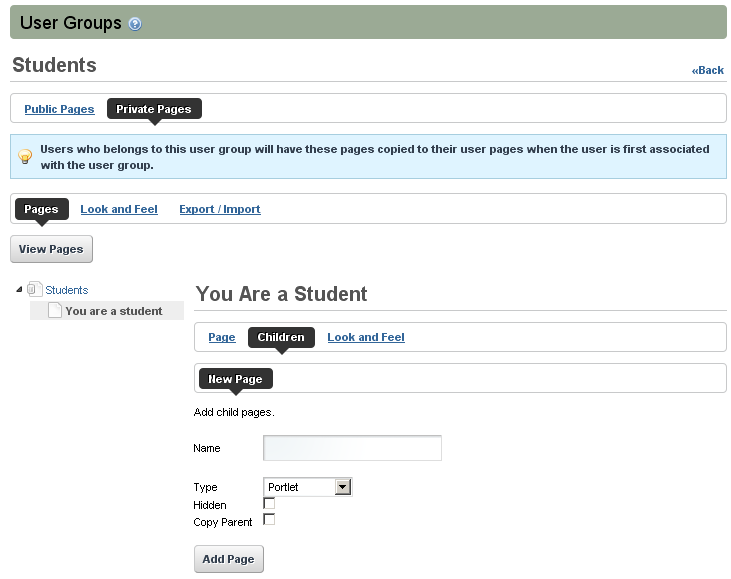 User Groups
Students
«Back
Public Pages Private Pages
Users who belongs to this user group will have these pages copied to their user pages when the user is first associated
with the user group.
Pages Look and Feel Export / Import
View Pages
Students
You are a student
You Are a Student
Page Children Look and Feel
New Page
Add child pages.
Name
Type Portlet
Hidden
Copy Parent
Add Page